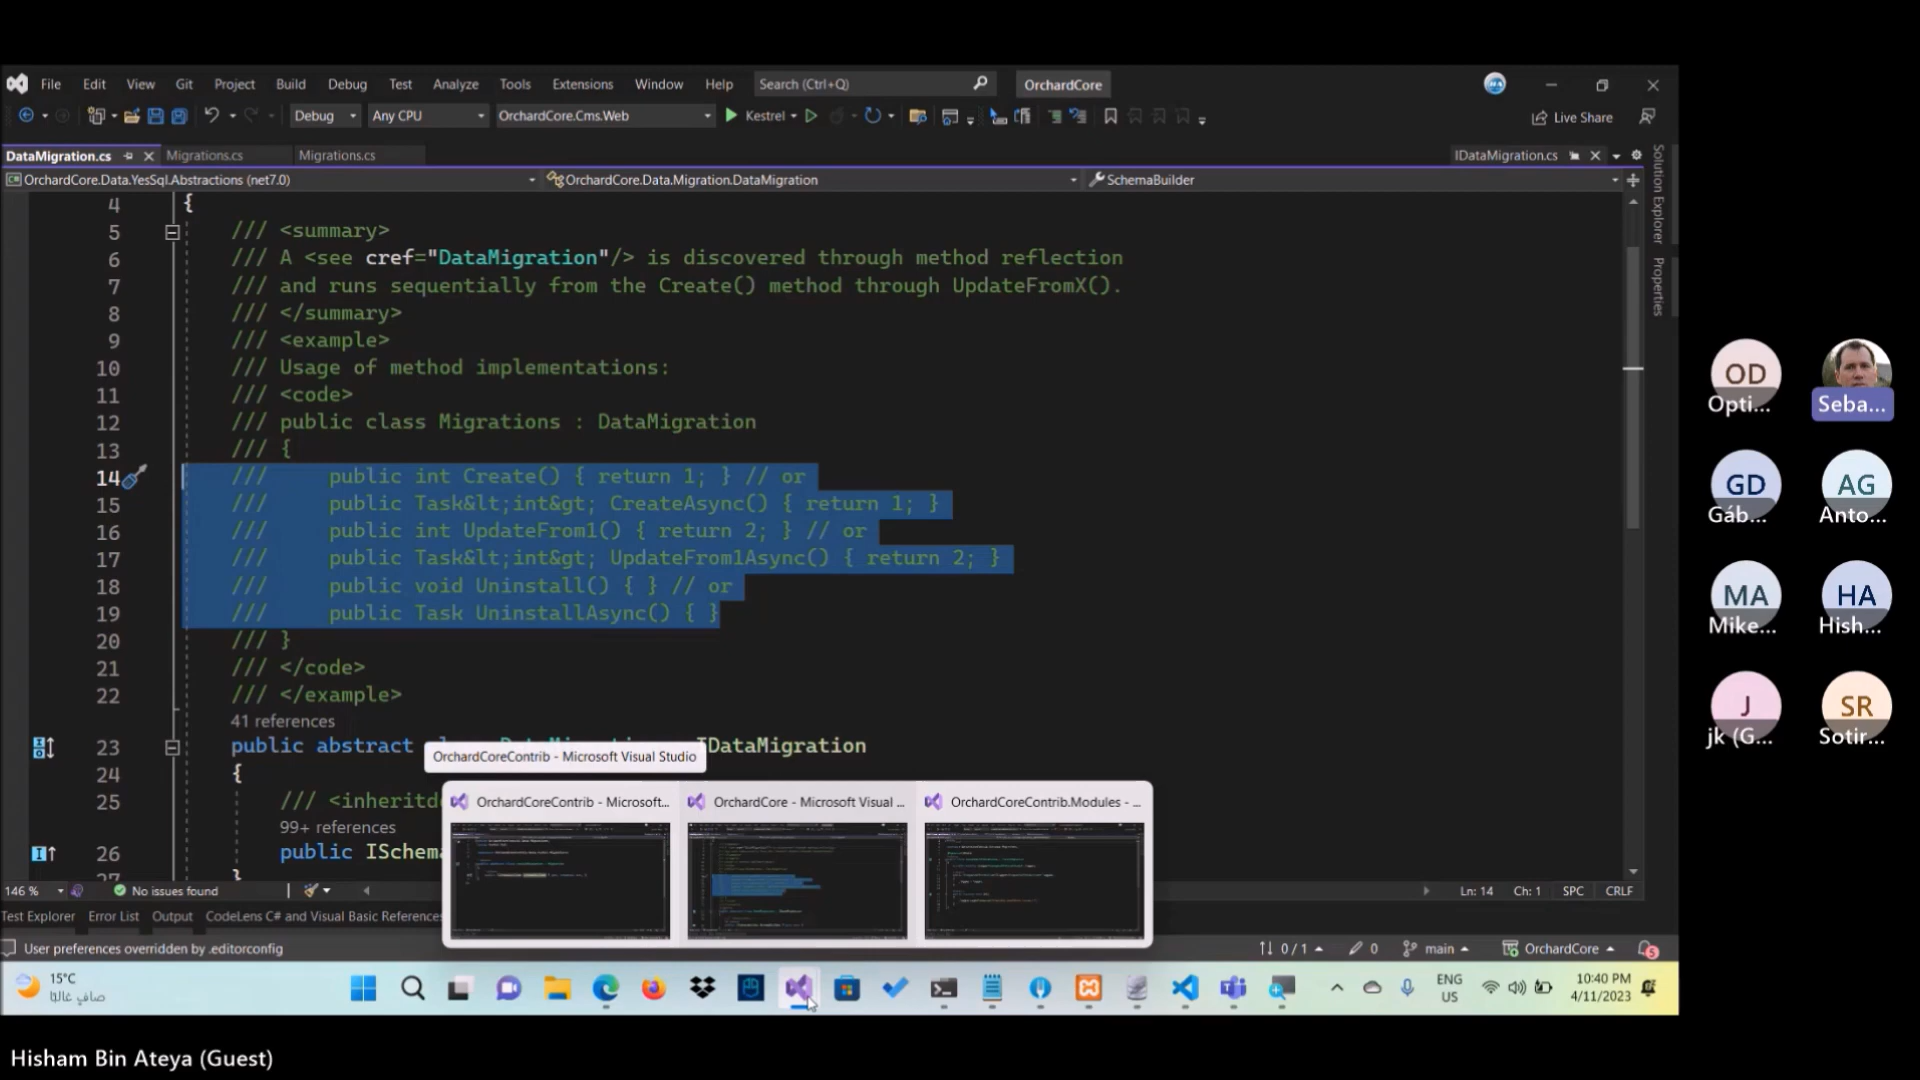 File Edit View Git Project Build Debug Test Analyze Tools Extensions Window Help Search (Ctrl+Q) OrchardCore
Debug Any CPU OrchardCore.Cms.Web Kestrel Live Share
DataMigration.cs Migrations.cs Migrations.cs IDataMigration.cs
OrchardCore.Data.YesSql.Abstractions (net7.0) OrchardCore.Data.Migration.DataMigration SchemaBuilder
Solution Explorer
Properties
4 {
5 /// <summary>
6 /// A <see cref="DataMigration"/> is discovered through method reflection
7 /// and runs sequentially from the Create() method through UpdateFromX().
8 /// </summary>
9 /// <example>
10 /// Usage of method implementations:
11 /// <code>
12 /// public class Migrations : DataMigration
13 /// {
14 /// public int Create() { return 1; } // or
15 /// public Task&lt;int&gt; CreateAsync() { return 1; }
16 /// public int UpdateFrom1() { return 2; } // or
17 /// public Task&lt;int&gt; UpdateFrom1Async() { return 2; }
18 /// public void Uninstall() { } // or
19 /// public Task UninstallAsync() { }
20 /// }
21 /// </code>
22 /// </example>
41 references
23 public abstract IDataMigration
24 {
25 /// <inheritd
99+ references
26 public ISchema
27 }
OrchardCoreContrib - Microsoft Visual Studio
OrchardCoreContrib - Microsoft... OrchardCore - Microsoft Visual ... OrchardCoreContrib.Modules - ...
146 % No issues found Ln: 14 Ch: 1 SPC CRLF
Test Explorer Error List Output CodeLens C# and Visual Basic References
User preferences overridden by .editorconfig 0 / 1 0 main OrchardCore 5
15°C
صافٍ غالبًا
ENG
US
10:40 PM
4/11/2023
OD
Opti...
Seba...
GD
Gáb...
AG
Anto...
MA
Mike...
HA
Hish...
J
jk (G...
SR
Sotir...
Hisham Bin Ateya (Guest)